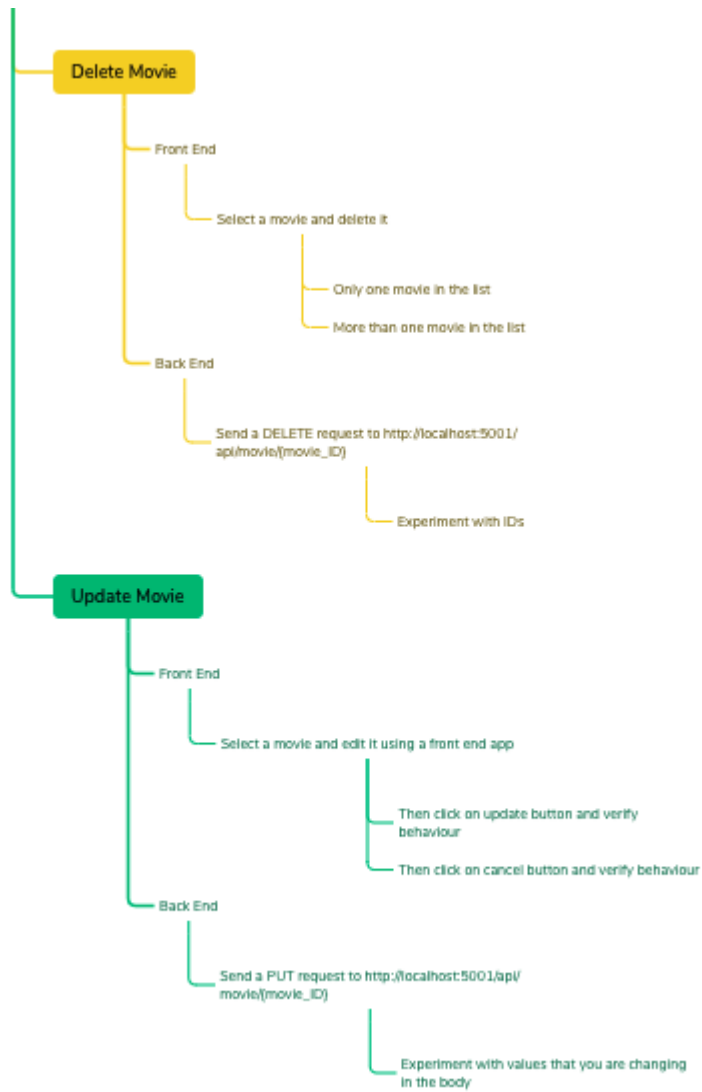 Delete Movie
Front End
Select a movie and delete it
Only one movie in the list
More than one movie in the list
Back End
Send a DELETE request to http://localhost:5001/
api/movie/{movie_ID}
Experiment with IDs
Update Movie
Front End
Select a movie and edit it using a front end app
Then click on update button and verify
behaviour
Then click on cancel button and verify behaviour
Back End
Send a PUT request to http://localhost:5001/api/
movie/{movie_ID}
Experiment with values that you are changing
in the body